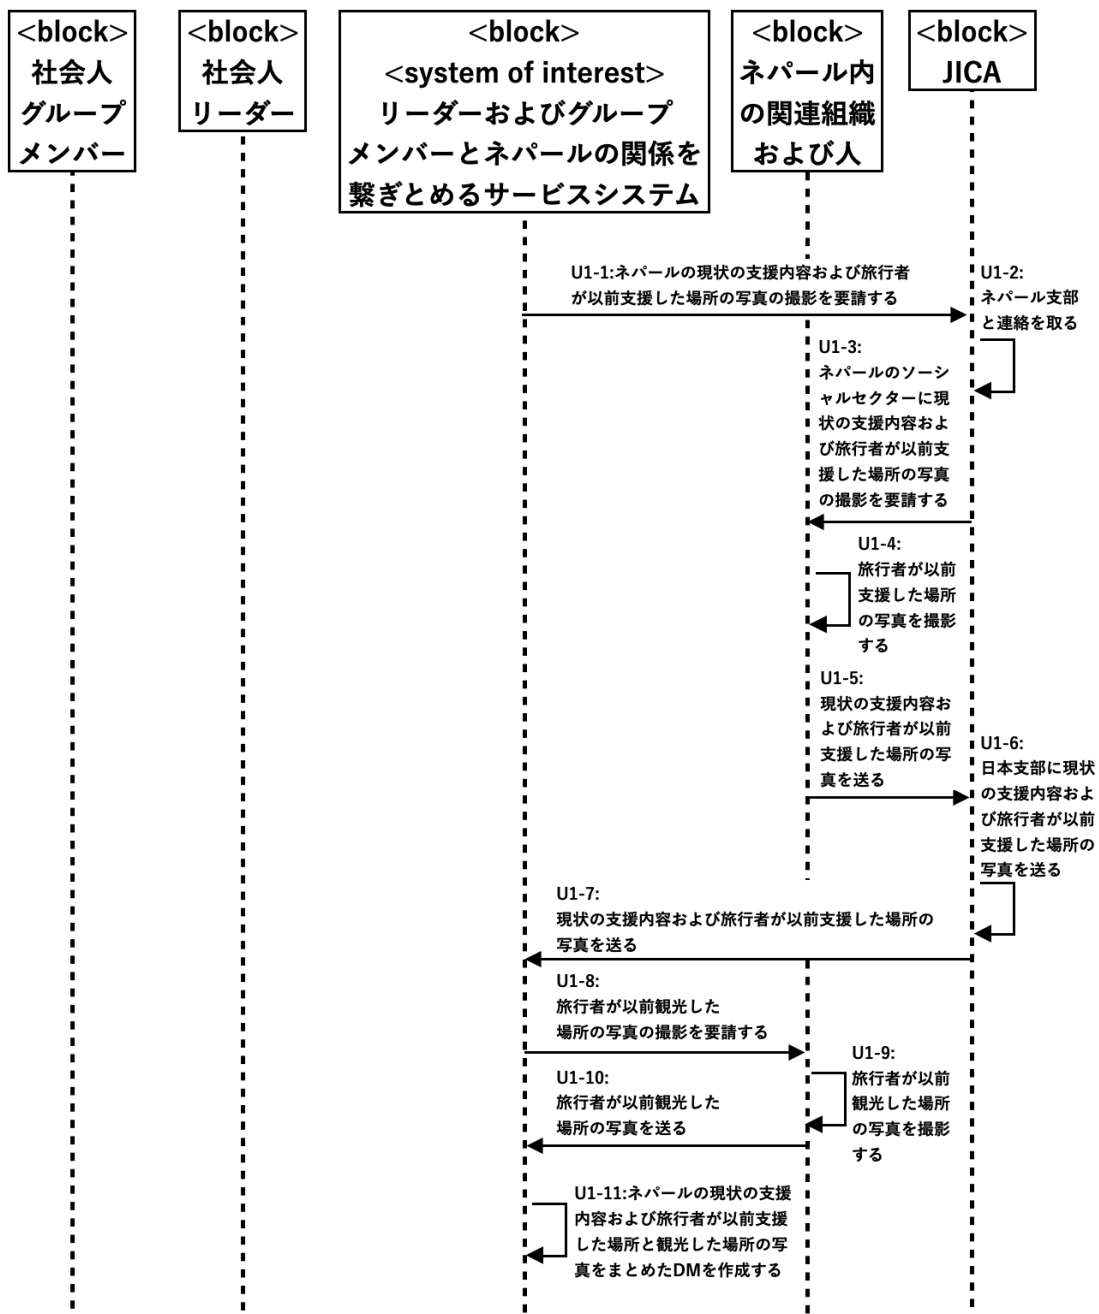 <block>
社会人
グループ
メンバー
<block>
社会人
リーダー
<block>
<system of interest>
リーダーおよびグループ
メンバーとネパールの関係を
繋ぎとめるサービスシステム
<block>
ネパール内
の関連組織
および人
<block>
JICA
U1-1:ネパールの現状の支援内容および旅行者
が以前支援した場所の写真の撮影を要請する
U1-2:
ネパール支部
と連絡を取る
U1-3:
ネパールのソーシ
ャルセクターに現
状の支援内容およ
び旅行者が以前支
援した場所の写真
の撮影を要請する
U1-4:
旅行者が以前
支援した場所
の写真を撮影
する
U1-5:
現状の支援内容お
よび旅行者が以前
支援した場所の写
真を送る
U1-6:
日本支部に現状
の支援内容およ
び旅行者が以前
支援した場所の
写真を送る
U1-7:
現状の支援内容および旅行者が以前支援した場所の
写真を送る
U1-8:
旅行者が以前観光した
場所の写真の撮影を要請する
U1-9:
旅行者が以前
観光した場所
の写真を撮影
する
U1-10:
旅行者が以前観光した
場所の写真を送る
U1-11:ネパールの現状の支援
内容および旅行者が以前支援
した場所と観光した場所の写
真をまとめたDMを作成する